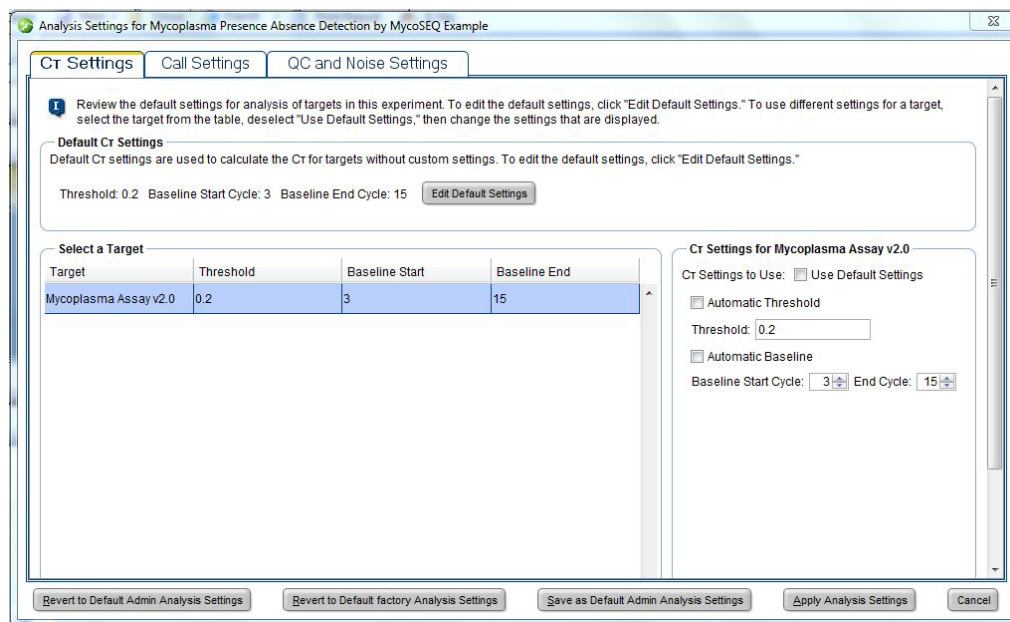 Analysis Settings for Mycoplasma Presence Absence Detection by MycoSEQ Example
Cᴛ Settings Call Settings QC and Noise Settings
Review the default settings for analysis of targets in this experiment. To edit the default settings, click "Edit Default Settings." To use different settings for a target,
select the target from the table, deselect "Use Default Settings," then change the settings that are displayed.
Default Cᴛ Settings
Default Cᴛ settings are used to calculate the Cᴛ for targets without custom settings. To edit the default settings, click "Edit Default Settings."
Threshold: 0.2 Baseline Start Cycle: 3 Baseline End Cycle: 15 Edit Default Settings
Select a Target
Target Threshold Baseline Start Baseline End
Mycoplasma Assay v2.0 0.2 3 15
Cᴛ Settings for Mycoplasma Assay v2.0
Cᴛ Settings to Use: Use Default Settings
Automatic Threshold
Threshold: 0.2
Automatic Baseline
Baseline Start Cycle: 3 End Cycle: 15
Revert to Default Admin Analysis Settings Revert to Default factory Analysis Settings Save as Default Admin Analysis Settings Apply Analysis Settings Cancel